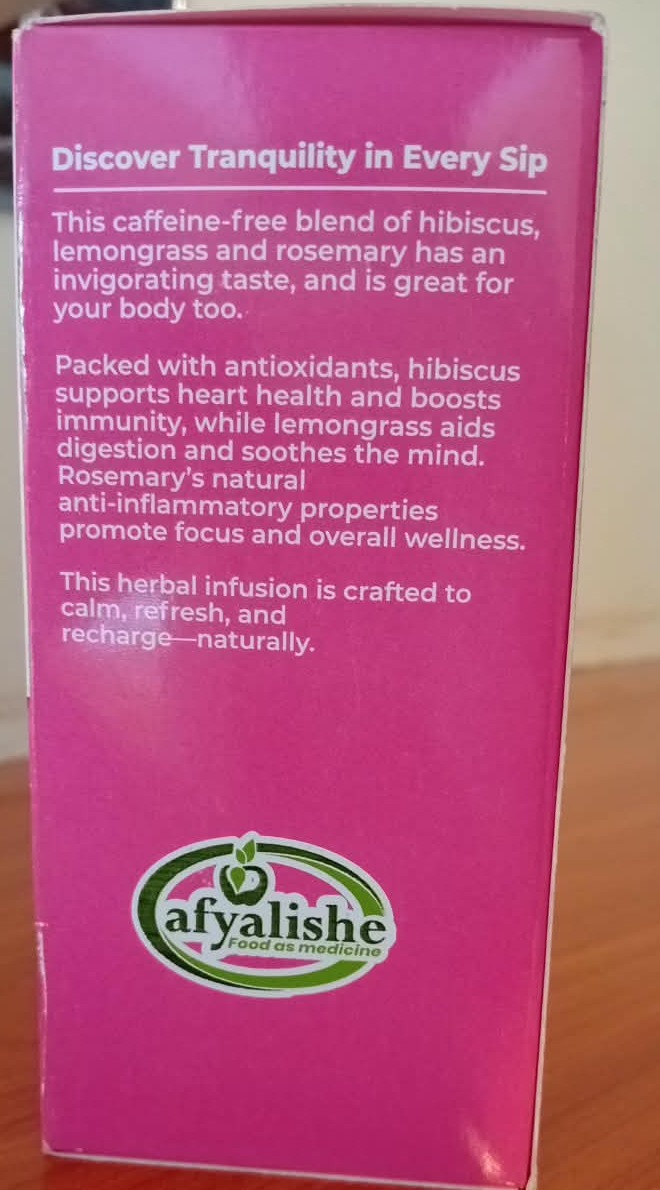 Discover Tranquility in Every Sip
This caffeine-free blend of hibiscus,
lemongrass and rosemary has an
invigorating taste, and is great for
your body too.
Packed with antioxidants, hibiscus
supports heart health and boosts
immunity, while lemongrass aids
digestion and soothes the mind.
Rosemary's natural
anti-inflammatory properties
promote focus and overall wellness.
This herbal infusion is crafted to
calm, refresh, and
recharge—naturally.
afyalishe
Food as medicine